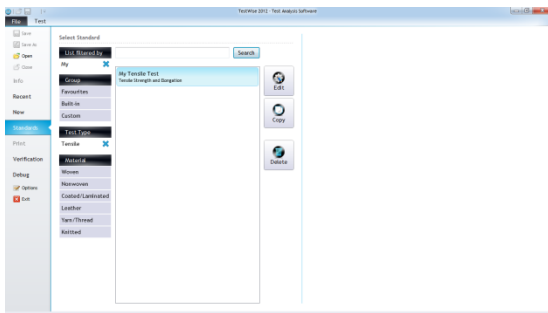 TestWise 2012 - Test Analysis Software
File Test
Save
Save As
Open
Close
Info
Recent
New
Standards
Print
Verification
Debug
Options
Exit
Select Standard
List filtered by
My
Group
Favourites
Built-in
Custom
Test Type
Tensile
Material
Woven
Nonwoven
Coated/Laminated
Leather
Yarn/Thread
Knitted
Search
My Tensile Test
Tensile Strength and Elongation
Edit
Copy
Delete